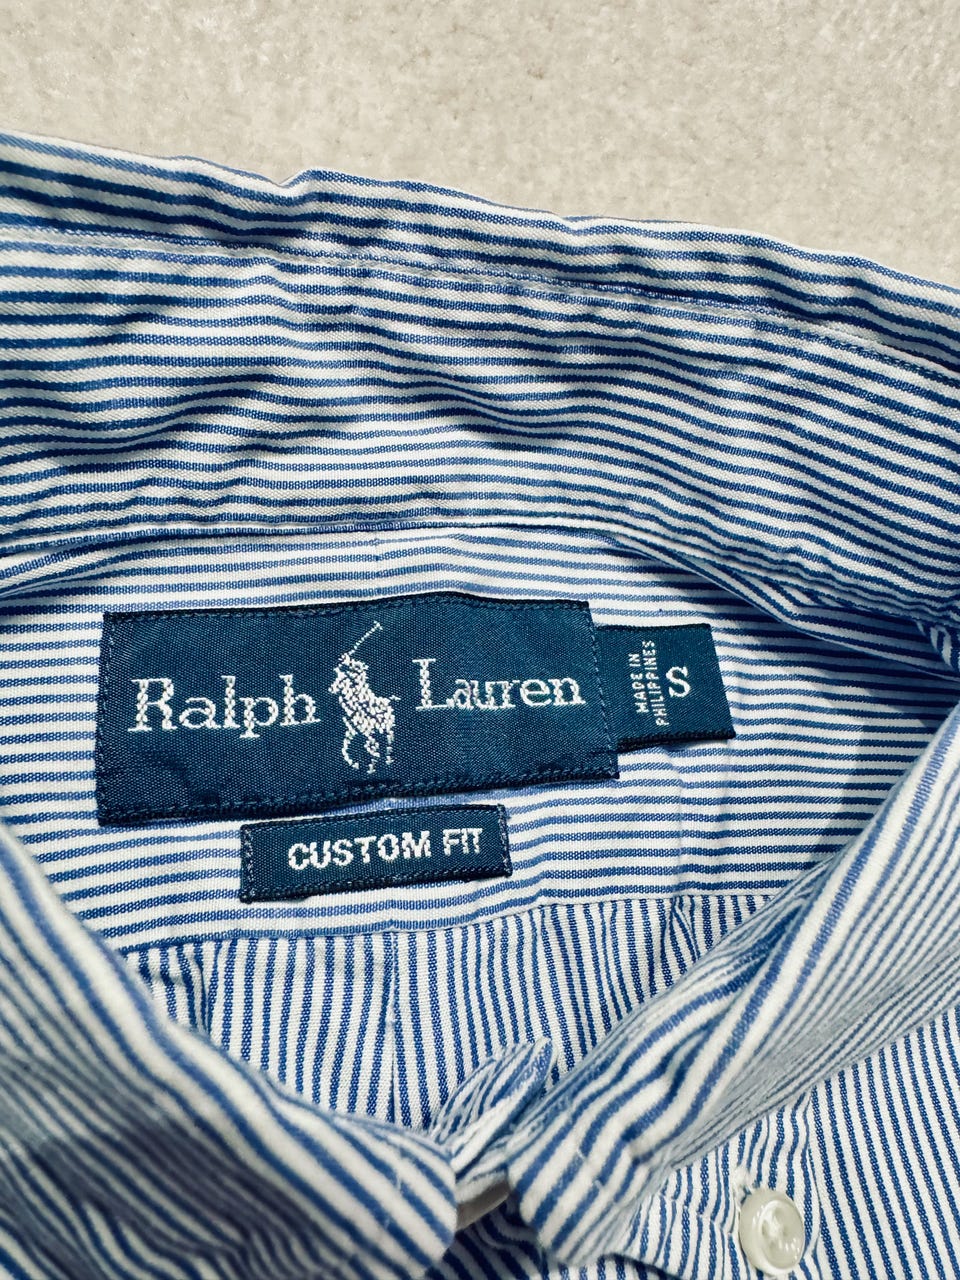 Ralph Lauren
MADE IN
PHILIPPINES
S
CUSTOM FIT